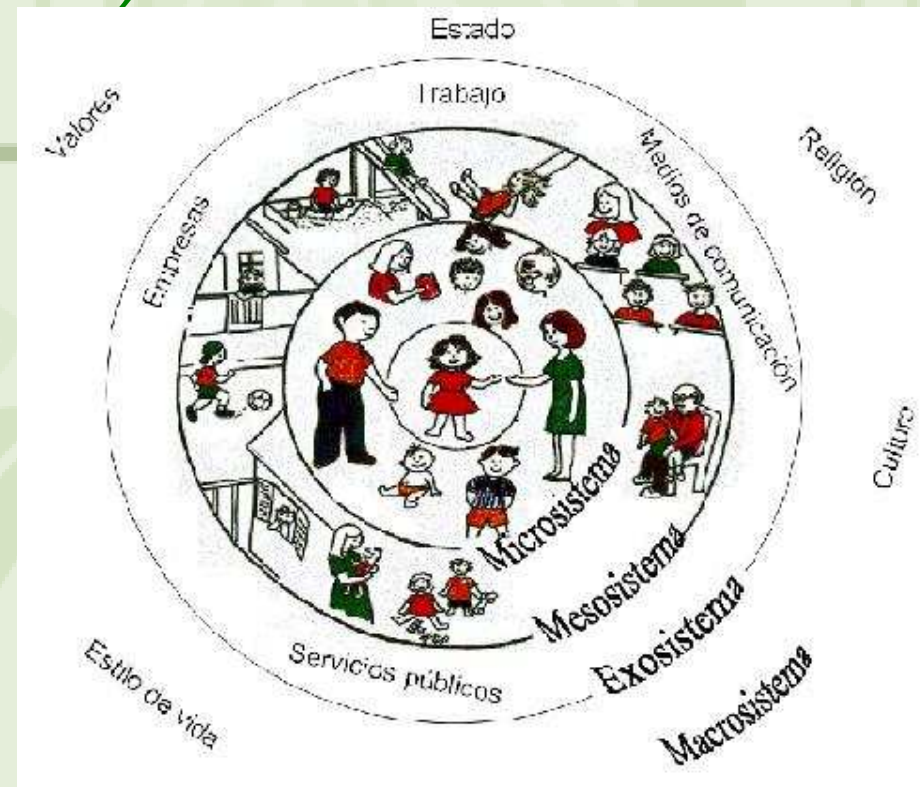 Estado
Trabajo
Valores
Religión
Medios de comunicación
Empresas
Cultura
Microsistema
Mesosistema
Exosistema
Macrosistema
Servicios públicos
Estilo de vida